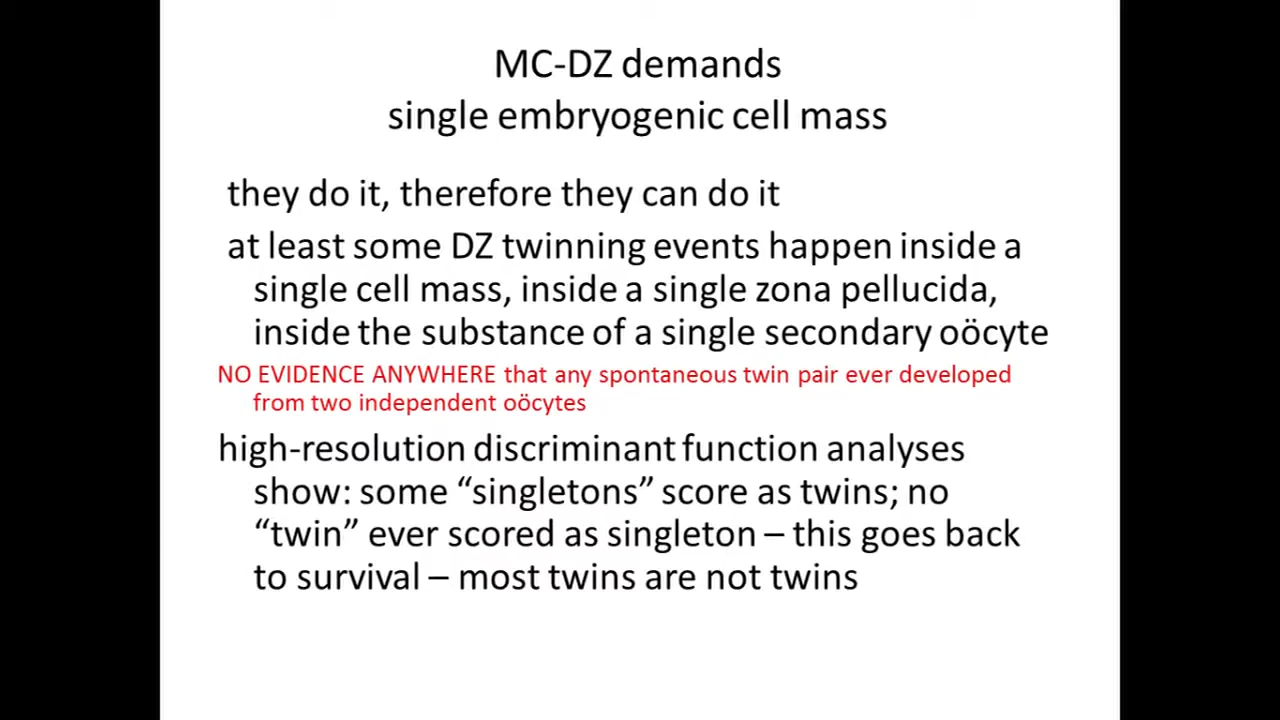 MC-DZ demands
single embryogenic cell mass
they do it, therefore they can do it
at least some DZ twinning events happen inside a
single cell mass, inside a single zona pellucida,
inside the substance of a single secondary oöcyte
NO EVIDENCE ANYWHERE that any spontaneous twin pair ever developed
from two independent oöcytes
high-resolution discriminant function analyses
show: some “singletons” score as twins; no
“twin” ever scored as singleton – this goes back
to survival – most twins are not twins